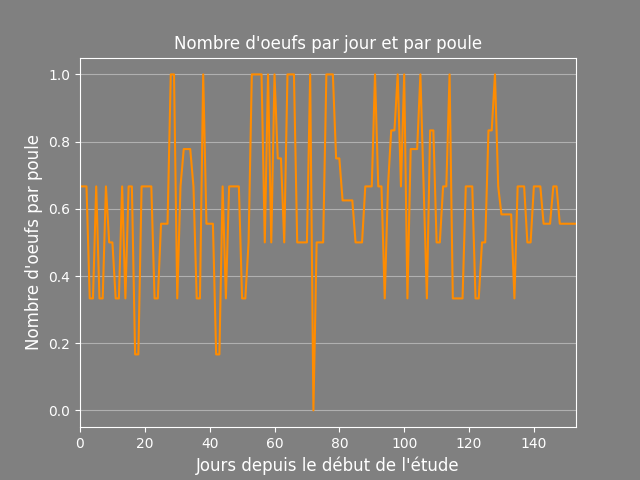 Nombre d'oeufs par jour et par poule
Nombre d'oeufs par poule
1.0
0.8
0.6
0.4
0.2
0.0
0 20 40 60 80 100 120 140
Jours depuis le début de l'étude